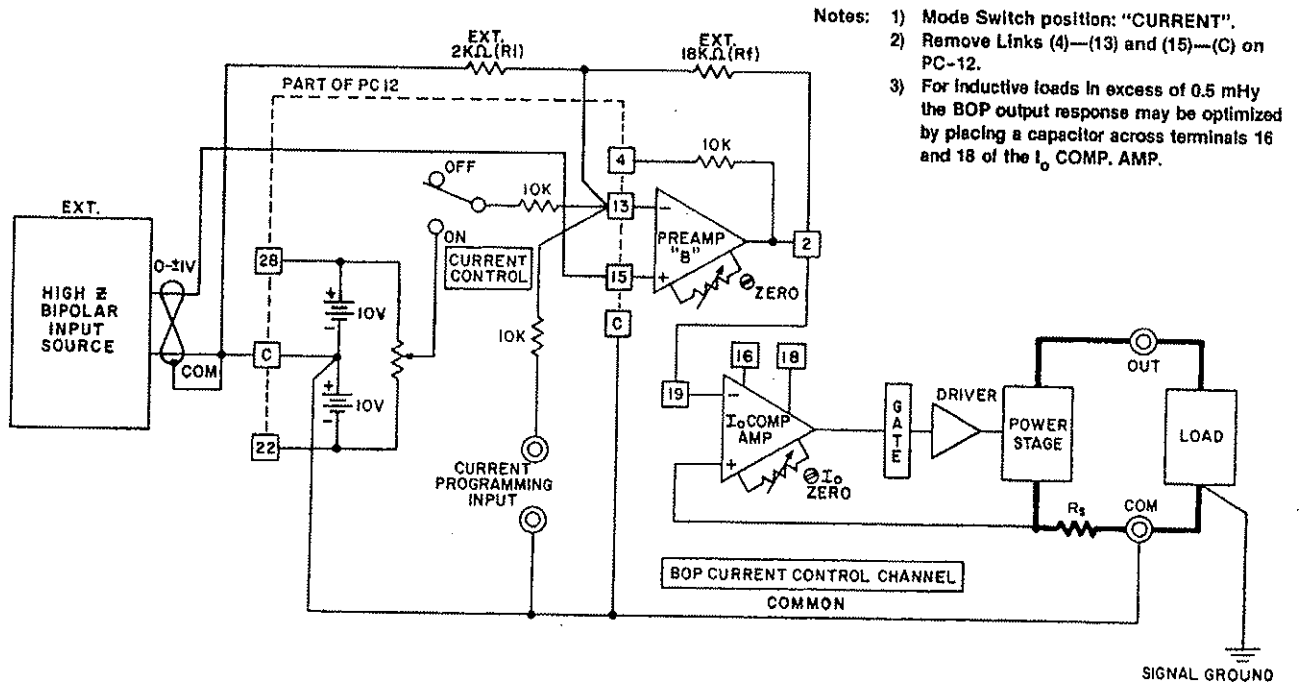 Notes: 1) Mode Switch position: "CURRENT".
2) Remove Links (4)—(13) and (15)—(C) on
PC-12.
3) For inductive loads in excess of 0.5 mHy
the BOP output response may be optimized
by placing a capacitor across terminals 16
and 18 of the Io COMP. AMP.
EXT.
2KΩ(RI)
EXT.
18KΩ(Rf)
PART OF PC12
4
10K
OFF
10K
13
−
EXT.
ON
PREAMP
"B"
2
0-±1V
28
CURRENT
CONTROL
15
+
ZERO
HIGH Z
BIPOLAR
INPUT
SOURCE
+
10V
−
C
10K
C
COM
+
10V
−
16
18
OUT
19
−
DRIVER
22
Io COMP
AMP
GATE
POWER
STAGE
LOAD
CURRENT
PROGRAMMING
INPUT
+
Io
ZERO
Rs
COM
BOP CURRENT CONTROL CHANNEL
COMMON
SIGNAL GROUND